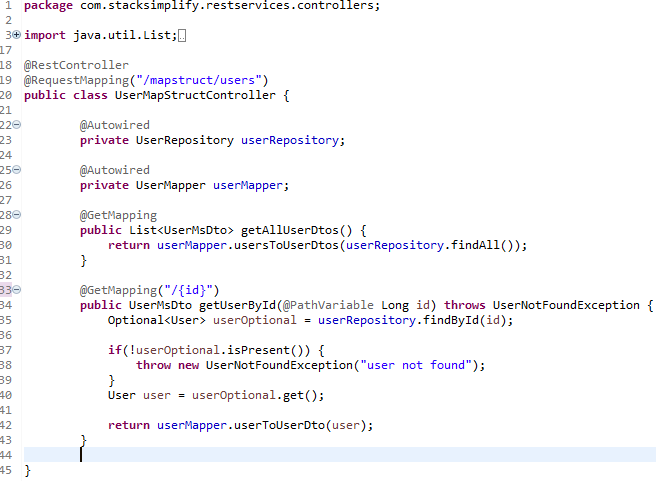 1 package com.stacksimplify.restservices.controllers;
2
3 import java.util.List;
17
18 @RestController
19 @RequestMapping("/mapstruct/users")
20 public class UserMapStructController {
21
22 @Autowired
23 private UserRepository userRepository;
24
25 @Autowired
26 private UserMapper userMapper;
27
28 @GetMapping
29 public List<UserMsDto> getAllUserDtos() {
30 return userMapper.usersToUserDtos(userRepository.findAll());
31 }
32
33 @GetMapping("/{id}")
34 public UserMsDto getUserById(@PathVariable Long id) throws UserNotFoundException {
35 Optional<User> userOptional = userRepository.findById(id);
36
37 if(!userOptional.isPresent()) {
38 throw new UserNotFoundException("user not found");
39 }
40 User user = userOptional.get();
41
42 return userMapper.userToUserDto(user);
43 }
44
45 }